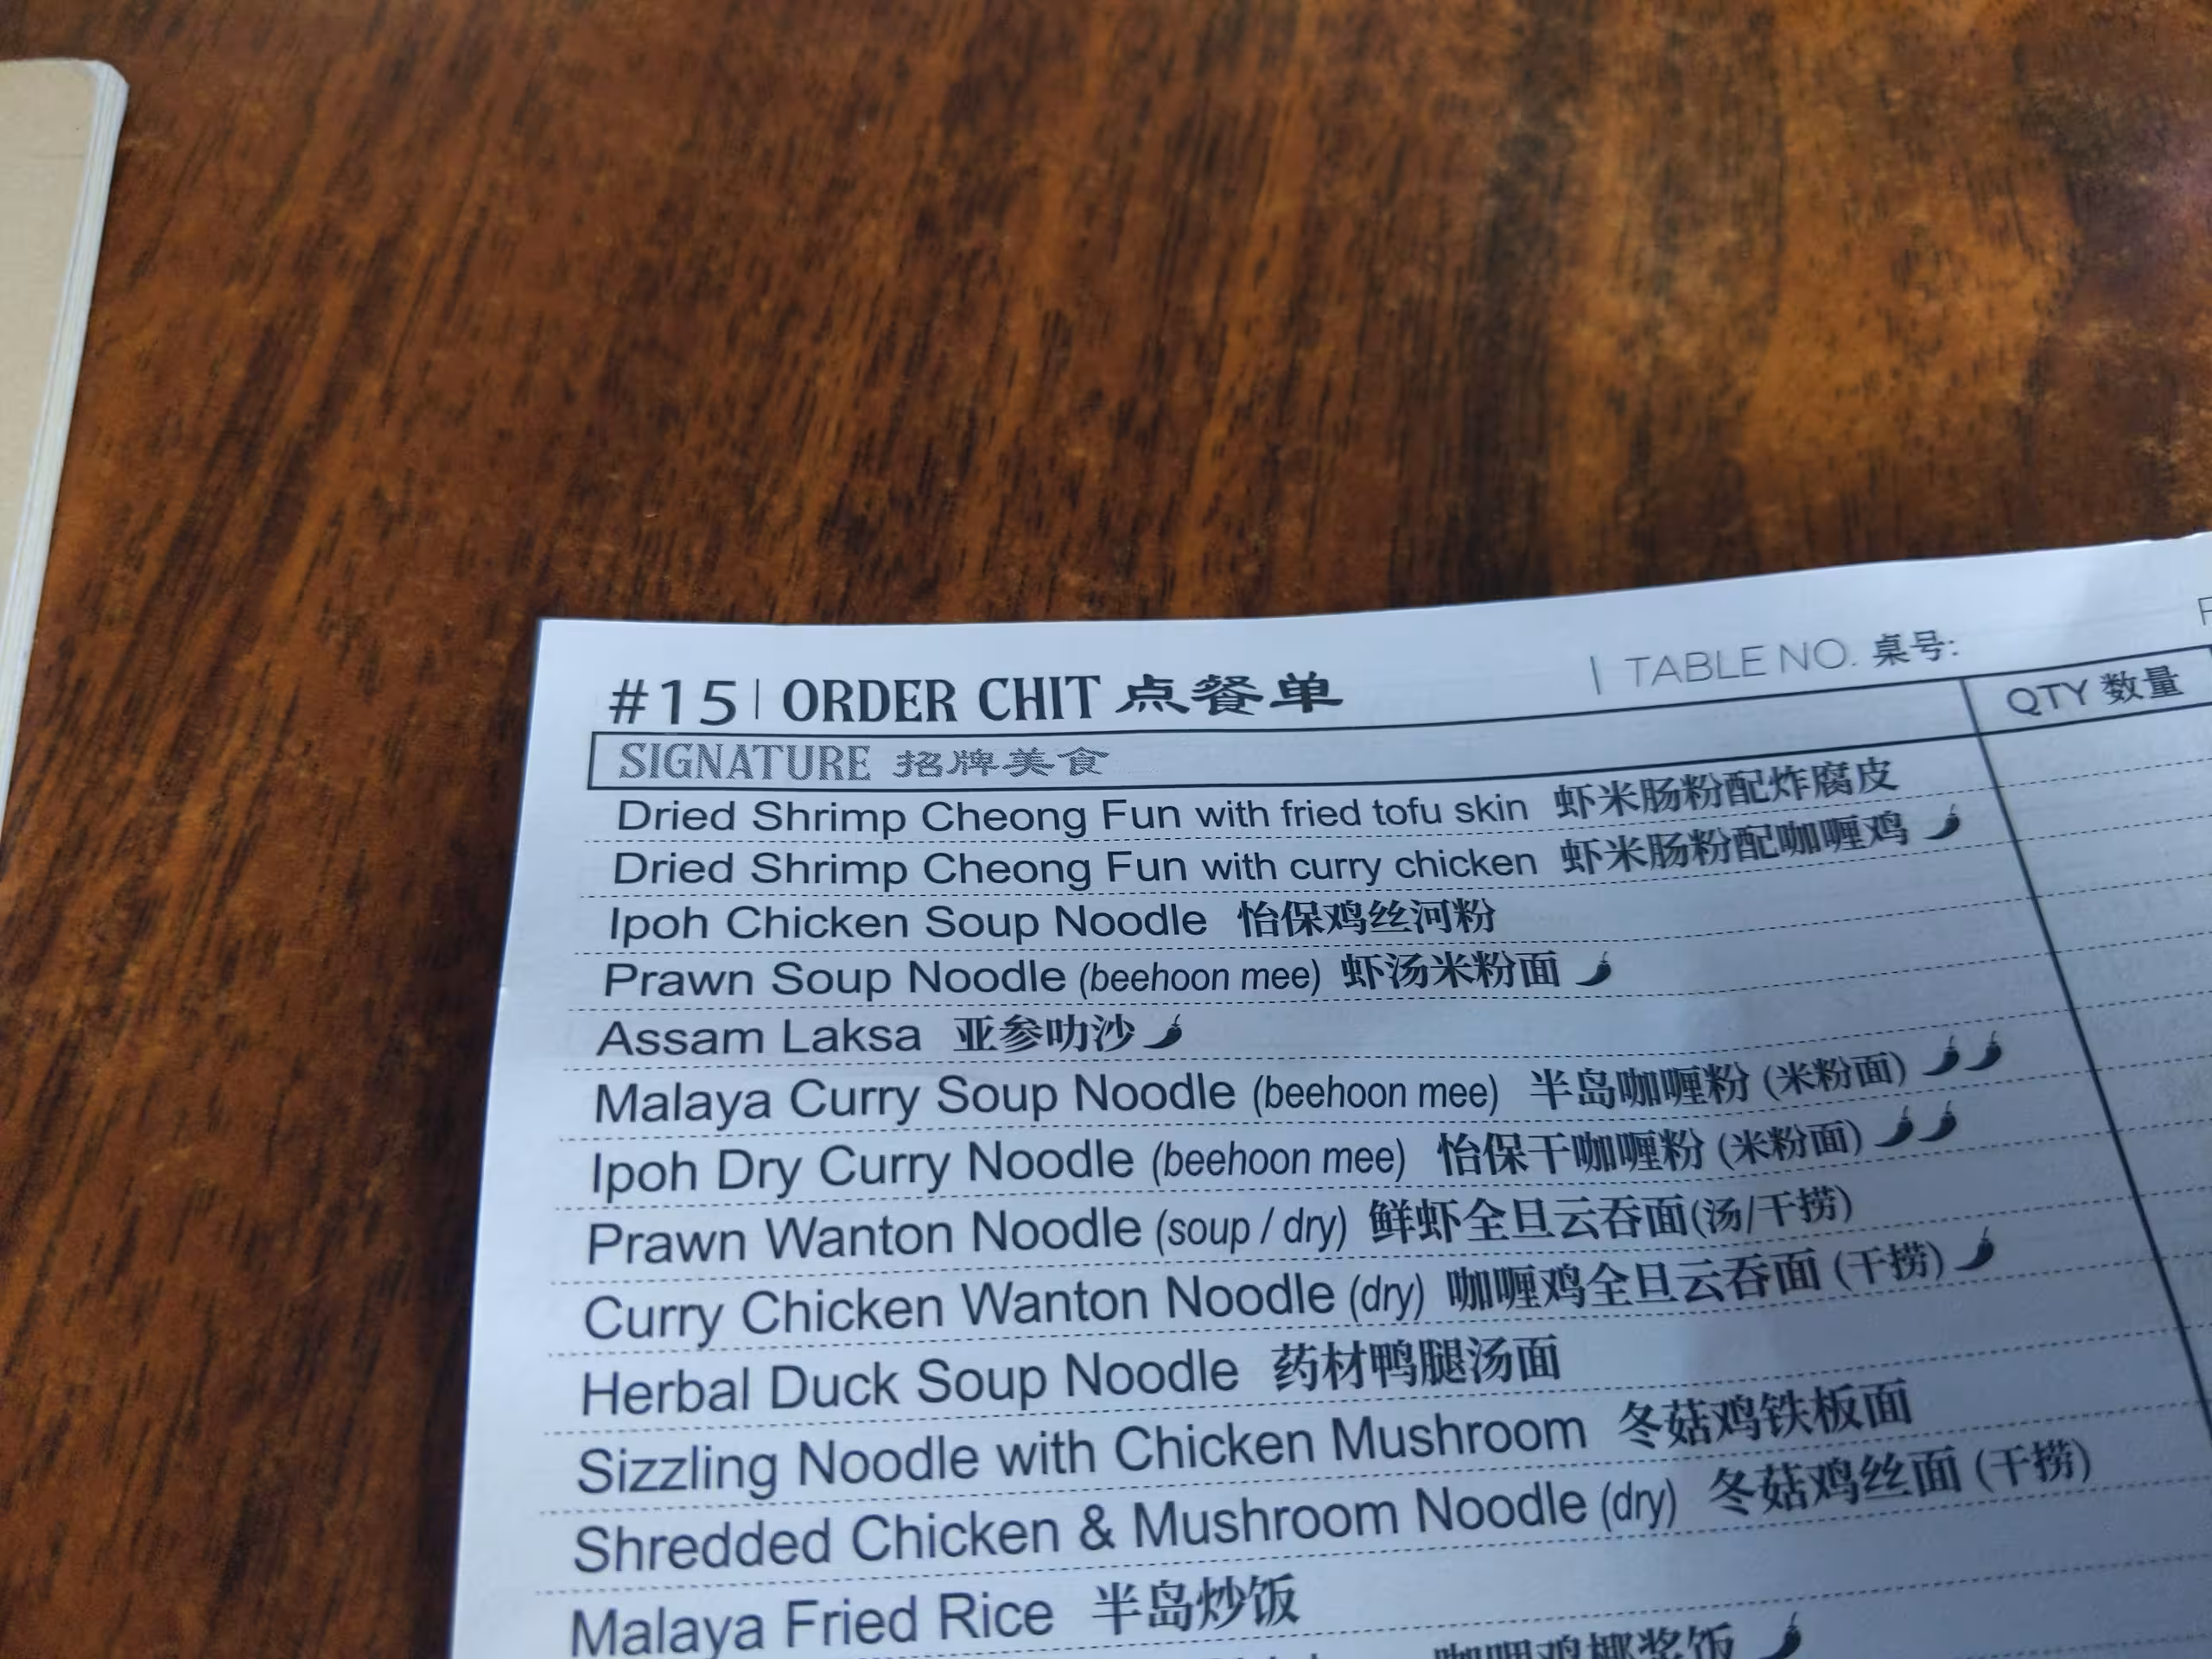 #15 | ORDER CHIT 点餐单 | TABLE NO. 桌号:
SIGNATURE 招牌美食 QTY 数量
Dried Shrimp Cheong Fun with fried tofu skin 虾米肠粉配炸腐皮
Dried Shrimp Cheong Fun with curry chicken 虾米肠粉配咖喱鸡
Ipoh Chicken Soup Noodle 怡保鸡丝河粉
Prawn Soup Noodle (beehoon mee) 虾汤米粉面
Assam Laksa 亚参叻沙
Malaya Curry Soup Noodle (beehoon mee) 半岛咖喱粉 (米粉面)
Ipoh Dry Curry Noodle (beehoon mee) 怡保干咖喱粉 (米粉面)
Prawn Wanton Noodle (soup / dry) 鲜虾全旦云吞面(汤/干捞)
Curry Chicken Wanton Noodle (dry) 咖喱鸡全旦云吞面 (干捞)
Herbal Duck Soup Noodle 药材鸭腿汤面
Sizzling Noodle with Chicken Mushroom 冬菇鸡铁板面
Shredded Chicken & Mushroom Noodle (dry) 冬菇鸡丝面 (干捞)
Malaya Fried Rice 半岛炒饭
咖喱鸡椰浆饭